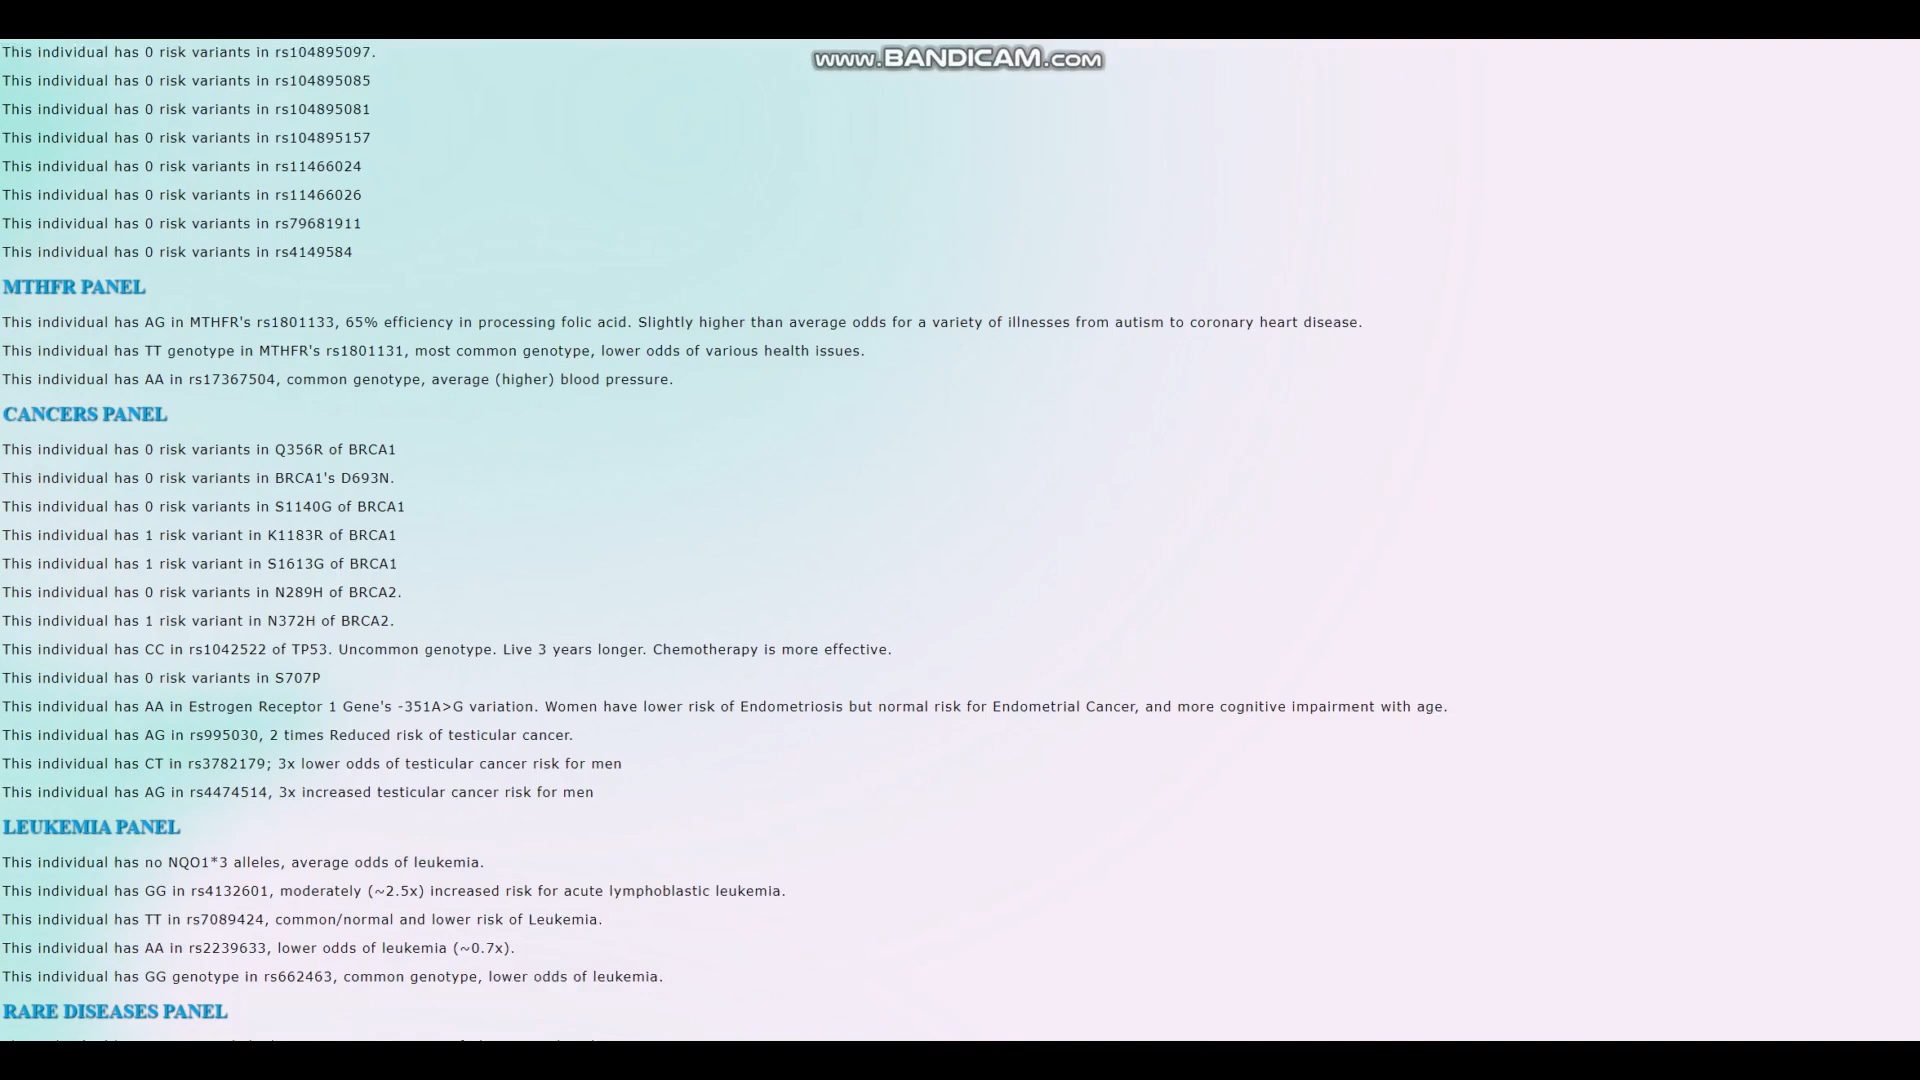 This individual has 0 risk variants in rs104895097.
www.BANDICAM.com
This individual has 0 risk variants in rs104895085
This individual has 0 risk variants in rs104895081
This individual has 0 risk variants in rs104895157
This individual has 0 risk variants in rs11466024
This individual has 0 risk variants in rs11466026
This individual has 0 risk variants in rs79681911
This individual has 0 risk variants in rs4149584
MTHFR PANEL
This individual has AG in MTHFR's rs1801133, 65% efficiency in processing folic acid. Slightly higher than average odds for a variety of illnesses from autism to coronary heart disease.
This individual has TT genotype in MTHFR's rs1801131, most common genotype, lower odds of various health issues.
This individual has AA in rs17367504, common genotype, average (higher) blood pressure.
CANCERS PANEL
This individual has 0 risk variants in Q356R of BRCA1
This individual has 0 risk variants in BRCA1's D693N.
This individual has 0 risk variants in S1140G of BRCA1
This individual has 1 risk variant in K1183R of BRCA1
This individual has 1 risk variant in S1613G of BRCA1
This individual has 0 risk variants in N289H of BRCA2.
This individual has 1 risk variant in N372H of BRCA2.
This individual has CC in rs1042522 of TP53. Uncommon genotype. Live 3 years longer. Chemotherapy is more effective.
This individual has 0 risk variants in S707P
This individual has AA in Estrogen Receptor 1 Gene's -351A>G variation. Women have lower risk of Endometriosis but normal risk for Endometrial Cancer, and more cognitive impairment with age.
This individual has AG in rs995030, 2 times Reduced risk of testicular cancer.
This individual has CT in rs3782179; 3x lower odds of testicular cancer risk for men
This individual has AG in rs4474514, 3x increased testicular cancer risk for men
LEUKEMIA PANEL
This individual has no NQO1*3 alleles, average odds of leukemia.
This individual has GG in rs4132601, moderately (~2.5x) increased risk for acute lymphoblastic leukemia.
This individual has TT in rs7089424, common/normal and lower risk of Leukemia.
This individual has AA in rs2239633, lower odds of leukemia (~0.7x).
This individual has GG genotype in rs662463, common genotype, lower odds of leukemia.
RARE DISEASES PANEL